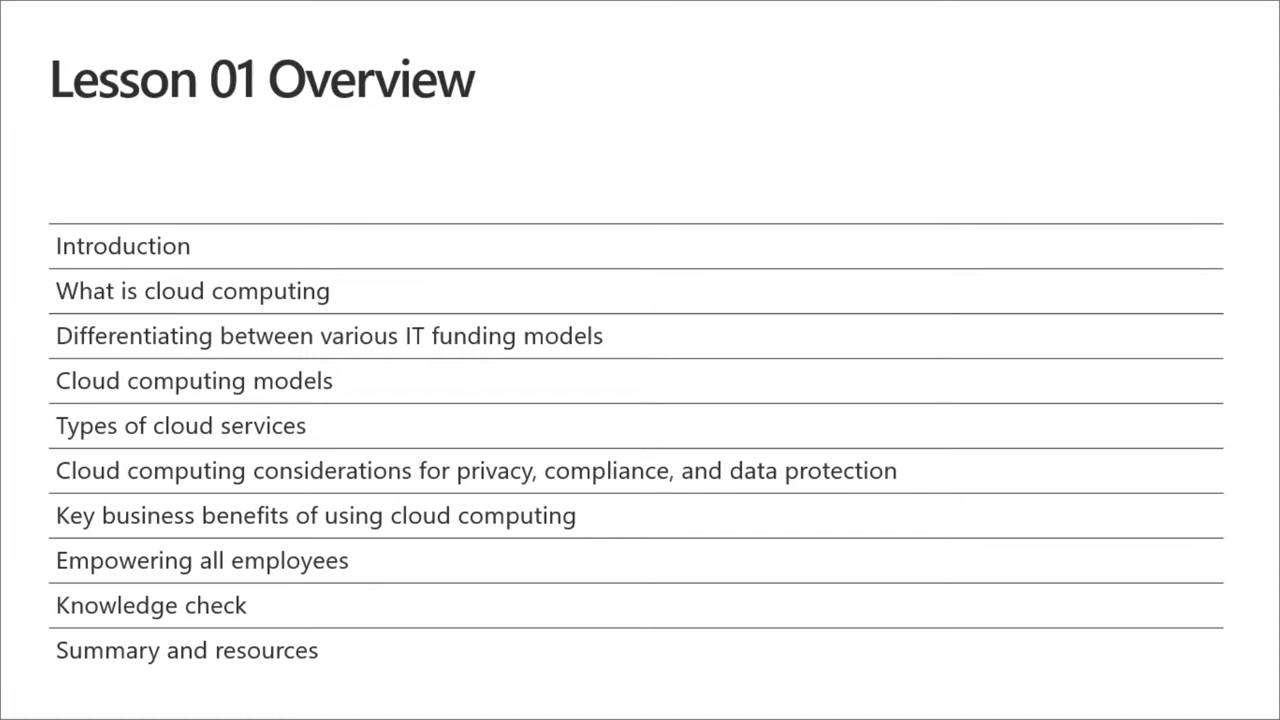 Lesson 01 Overview
Introduction
What is cloud computing
Differentiating between various IT funding models
Cloud computing models
Types of cloud services
Cloud computing considerations for privacy, compliance, and data protection
Key business benefits of using cloud computing
Empowering all employees
Knowledge check
Summary and resources